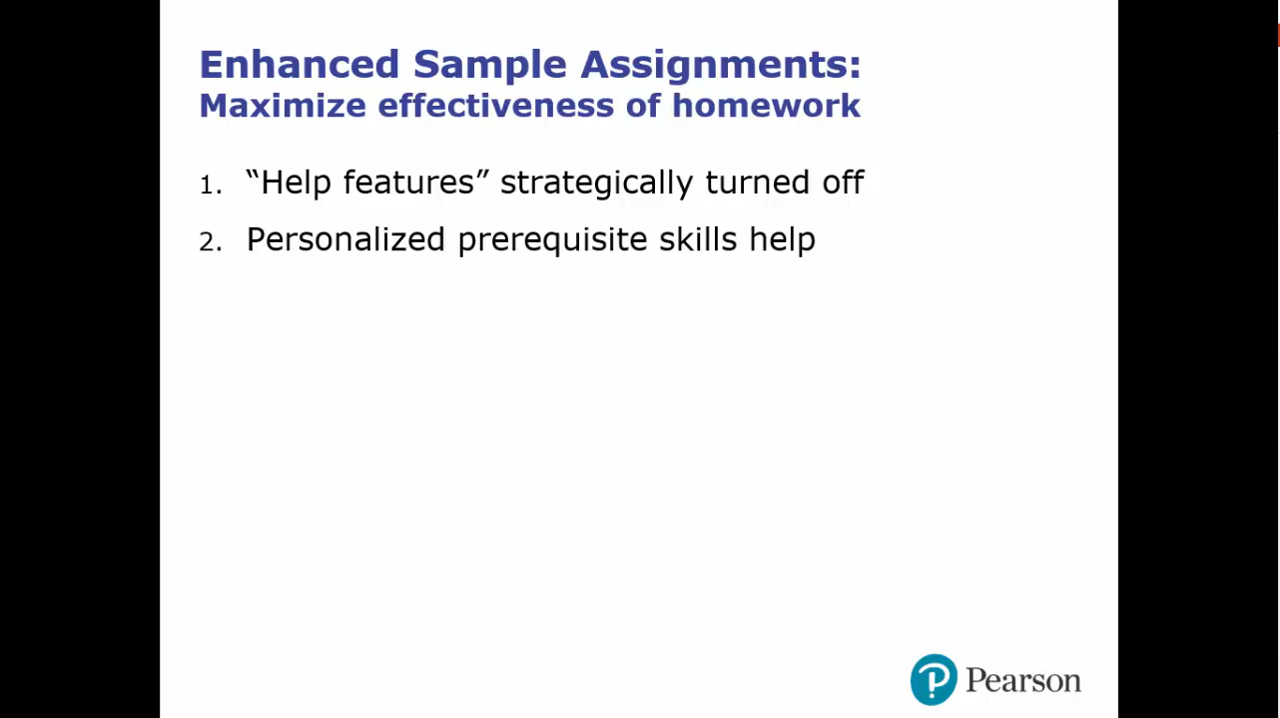 Enhanced Sample Assignments:
Maximize effectiveness of homework
1. “Help features” strategically turned off
2. Personalized prerequisite skills help
Pearson